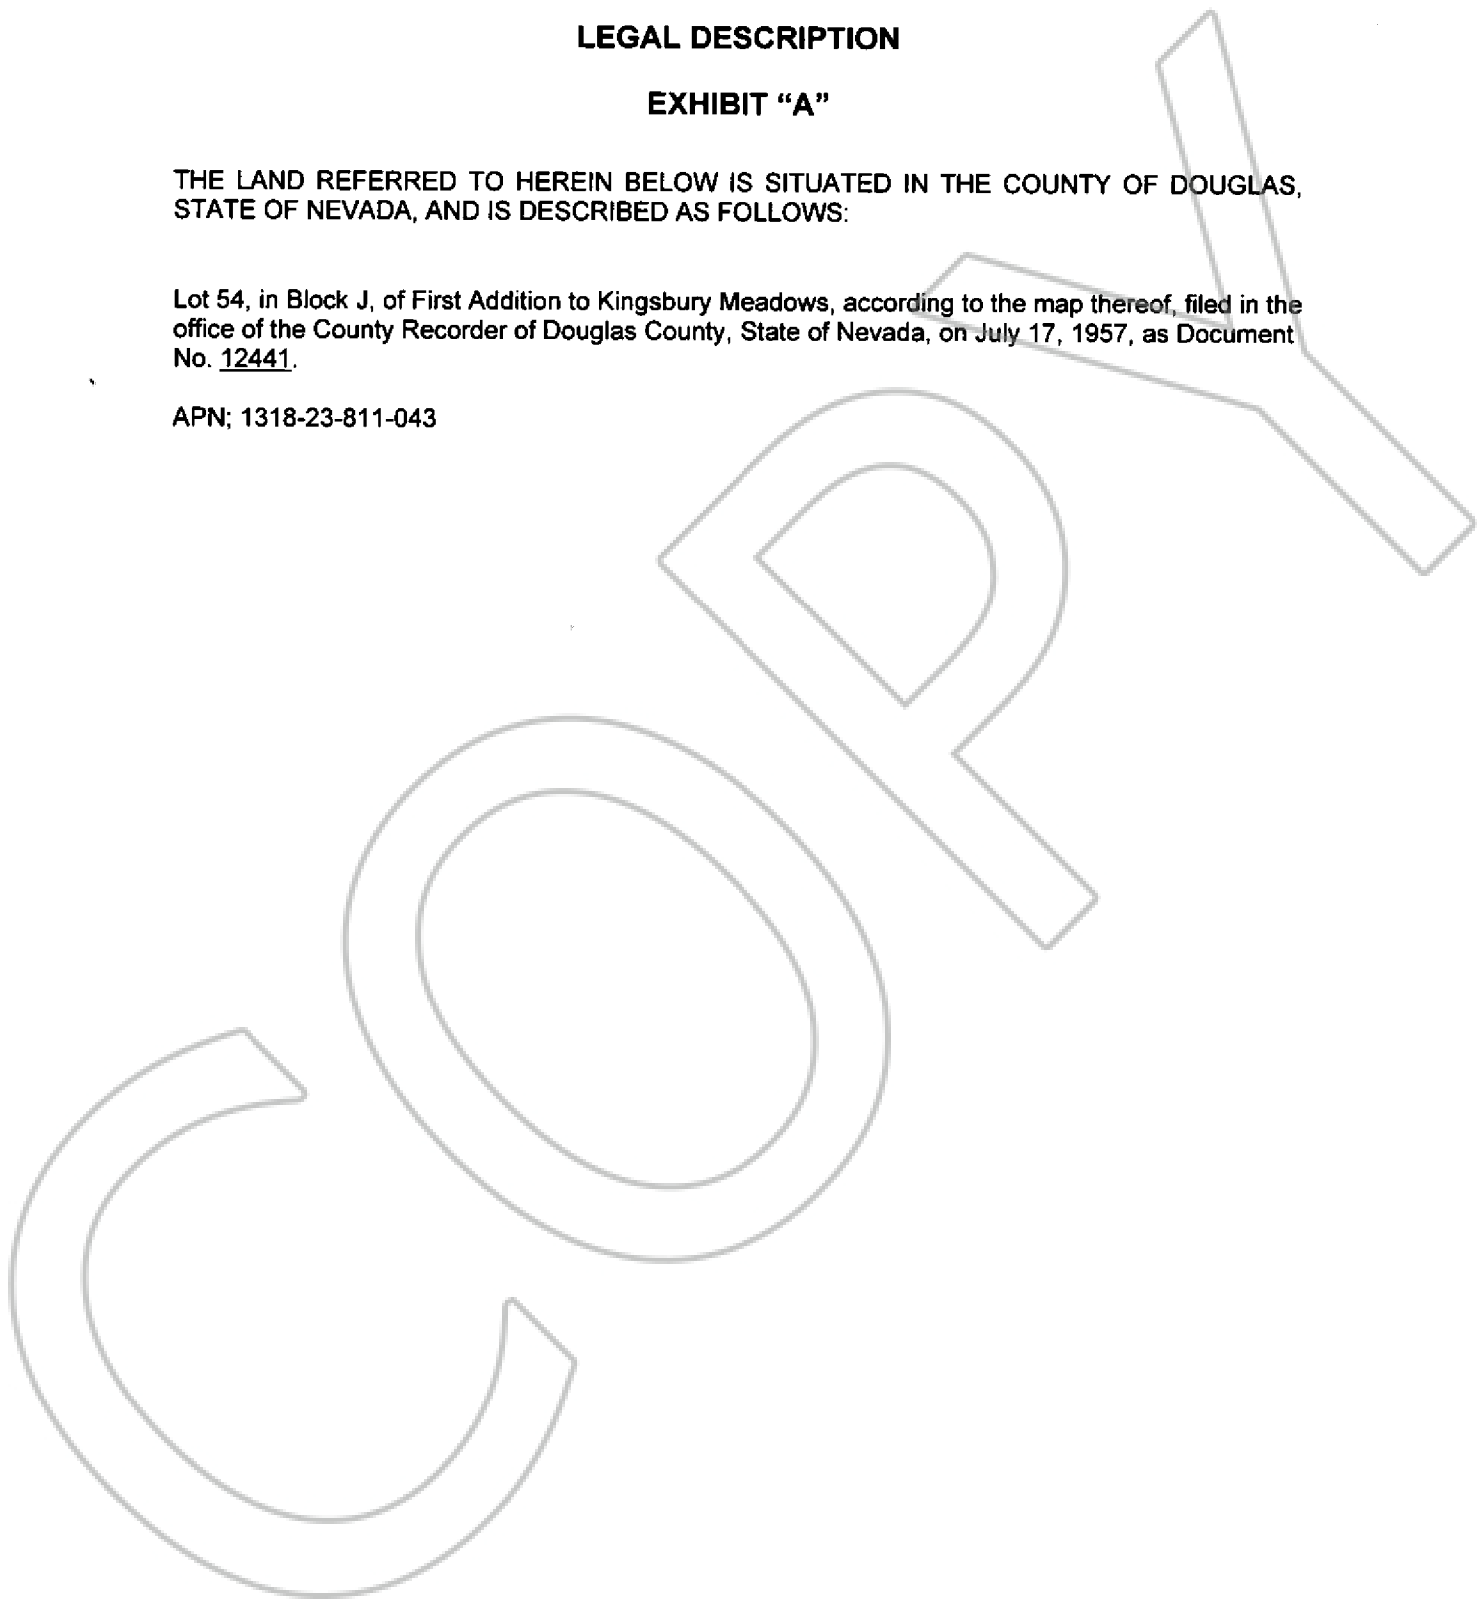 LEGAL DESCRIPTION
EXHIBIT “A”
THE LAND REFERRED TO HEREIN BELOW IS SITUATED IN THE COUNTY OF DOUGLAS,
STATE OF NEVADA, AND IS DESCRIBED AS FOLLOWS:
Lot 54, in Block J, of First Addition to Kingsbury Meadows, according to the map thereof, filed in the
office of the County Recorder of Douglas County, State of Nevada, on July 17, 1957, as Document
No. 12441.
APN; 1318-23-811-043
COPY